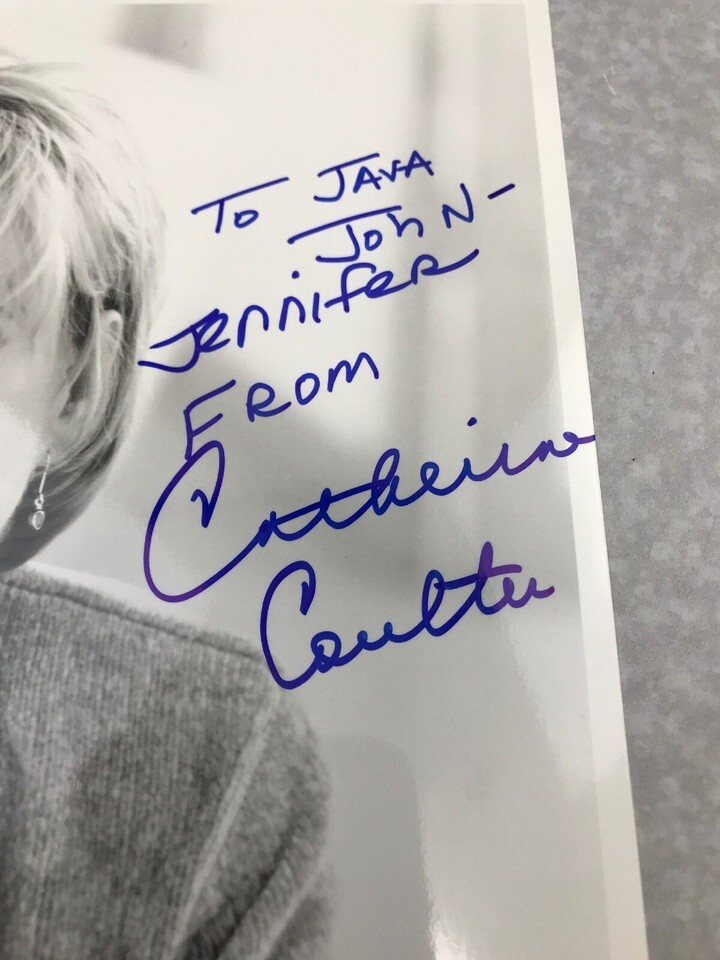 To JAVA
JohN-
Jennifer
FROM
Catherine
Coulter